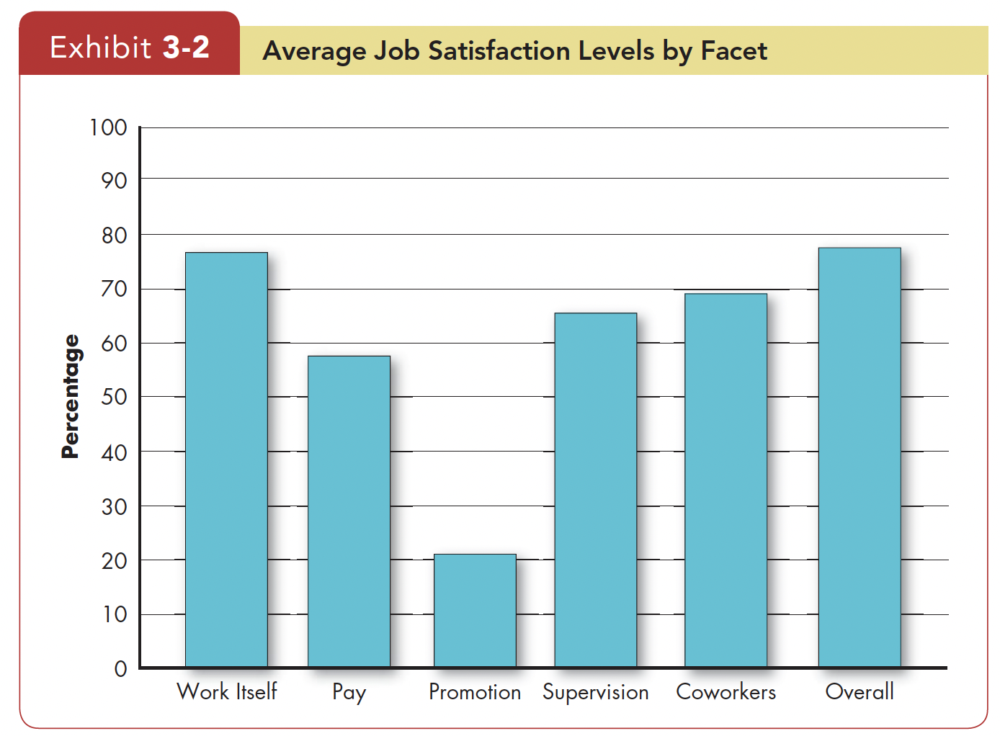 Exhibit 3-2
Average Job Satisfaction Levels by Facet
100
90
80
70
60
50
40
30
20
10
0
Percentage
Work Itself
Pay
Promotion
Supervision
Coworkers
Overall